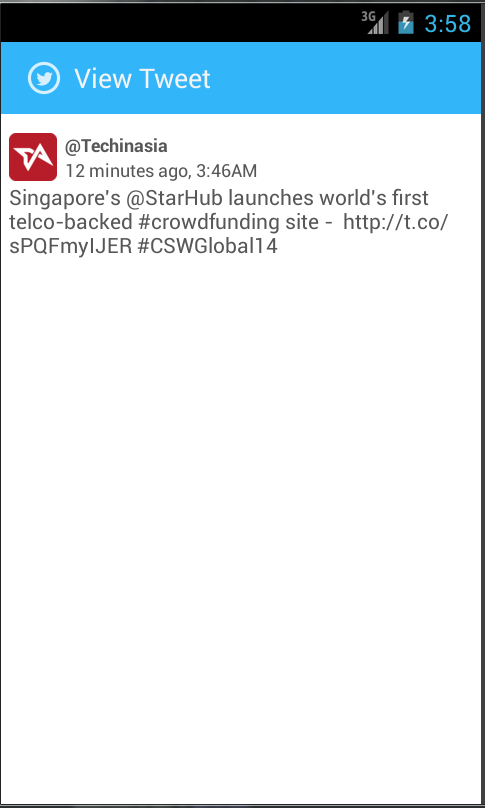 3G 3:58
View Tweet
@Techinasia
12 minutes ago, 3:46AM
Singapore's @StarHub launches world's first
telco-backed #crowdfunding site -  http://t.co/
sPQFmyIJER #CSWGlobal14